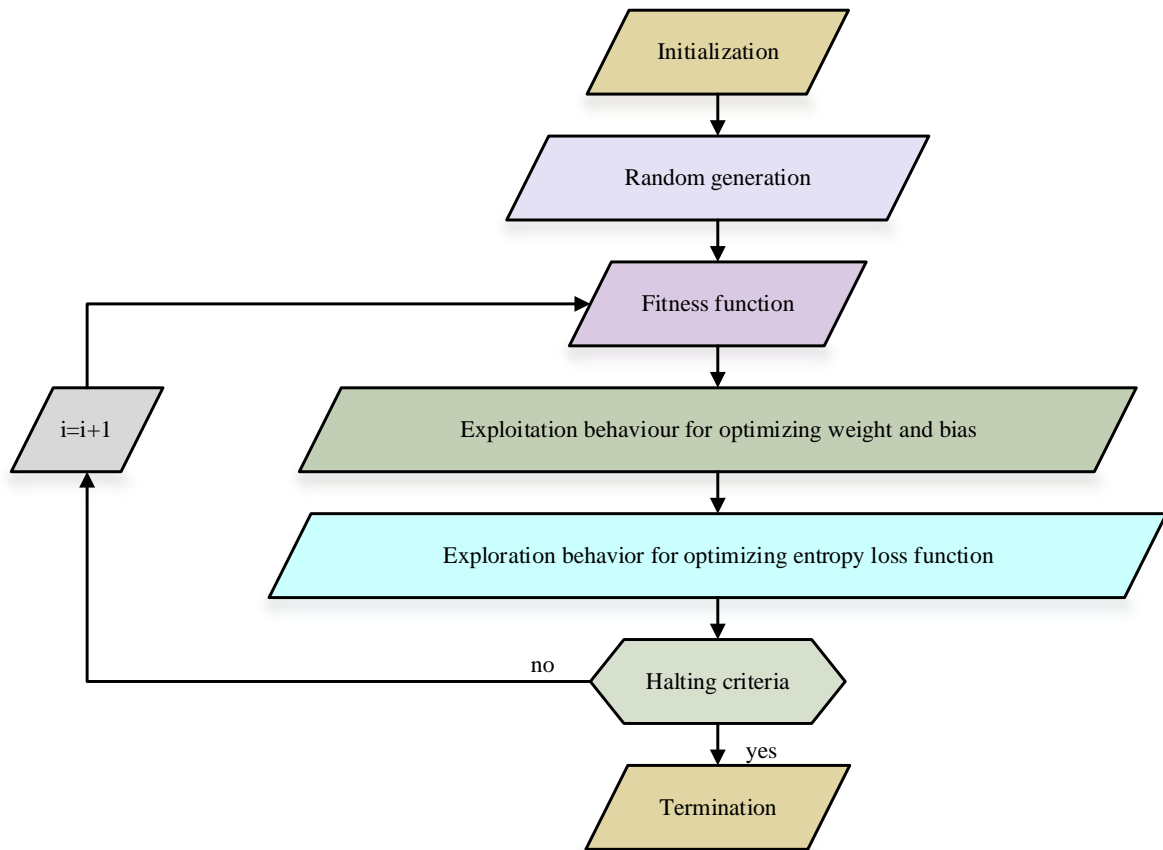 Initialization
Random generation
Fitness function
i=i+1
Exploitation behaviour for optimizing weight and bias
Exploration behavior for optimizing entropy loss function
no
Halting criteria
yes
Termination